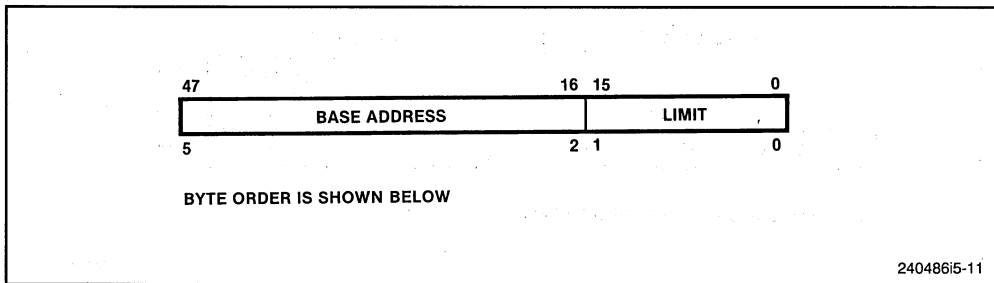 47 16 15 0
BASE ADDRESS LIMIT
5 2 1 0
BYTE ORDER IS SHOWN BELOW
240486i5-11